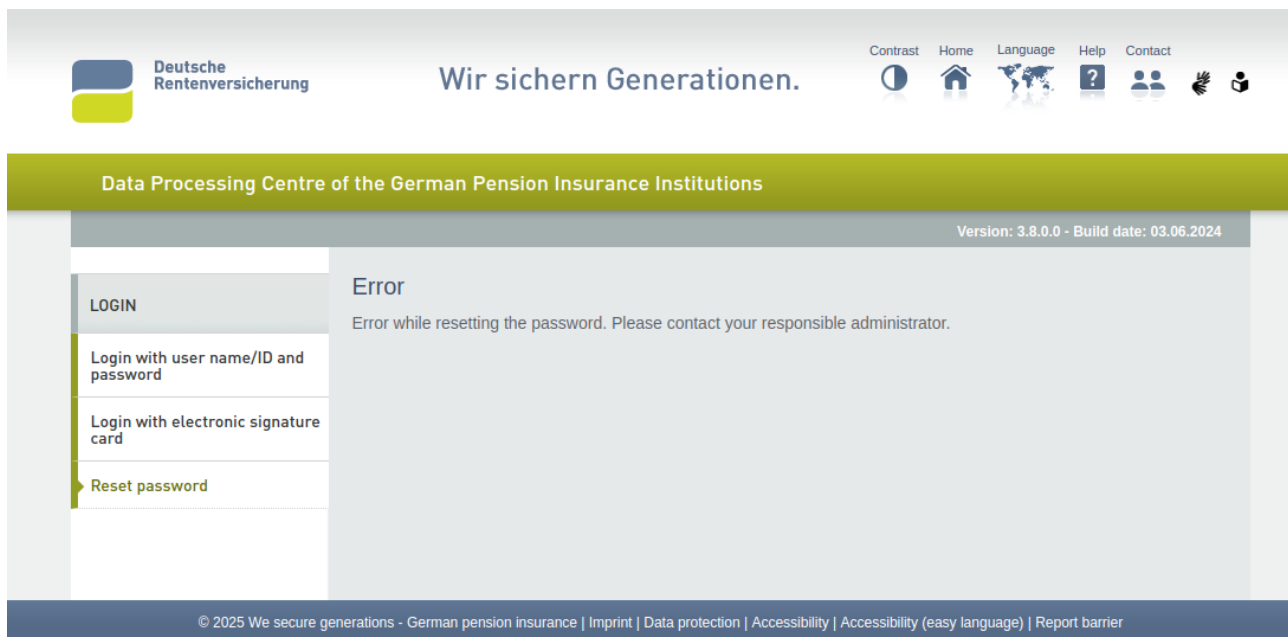 Deutsche
Rentenversicherung
Wir sichern Generationen.
Contrast
Home
Language
Help
Contact
?
Data Processing Centre of the German Pension Insurance Institutions
Version: 3.8.0.0 - Build date: 03.06.2024
LOGIN
Login with user name/ID and
password
Login with electronic signature
card
Reset password
Error
Error while resetting the password. Please contact your responsible administrator.
© 2025 We secure generations - German pension insurance | Imprint | Data protection | Accessibility | Accessibility (easy language) | Report barrier